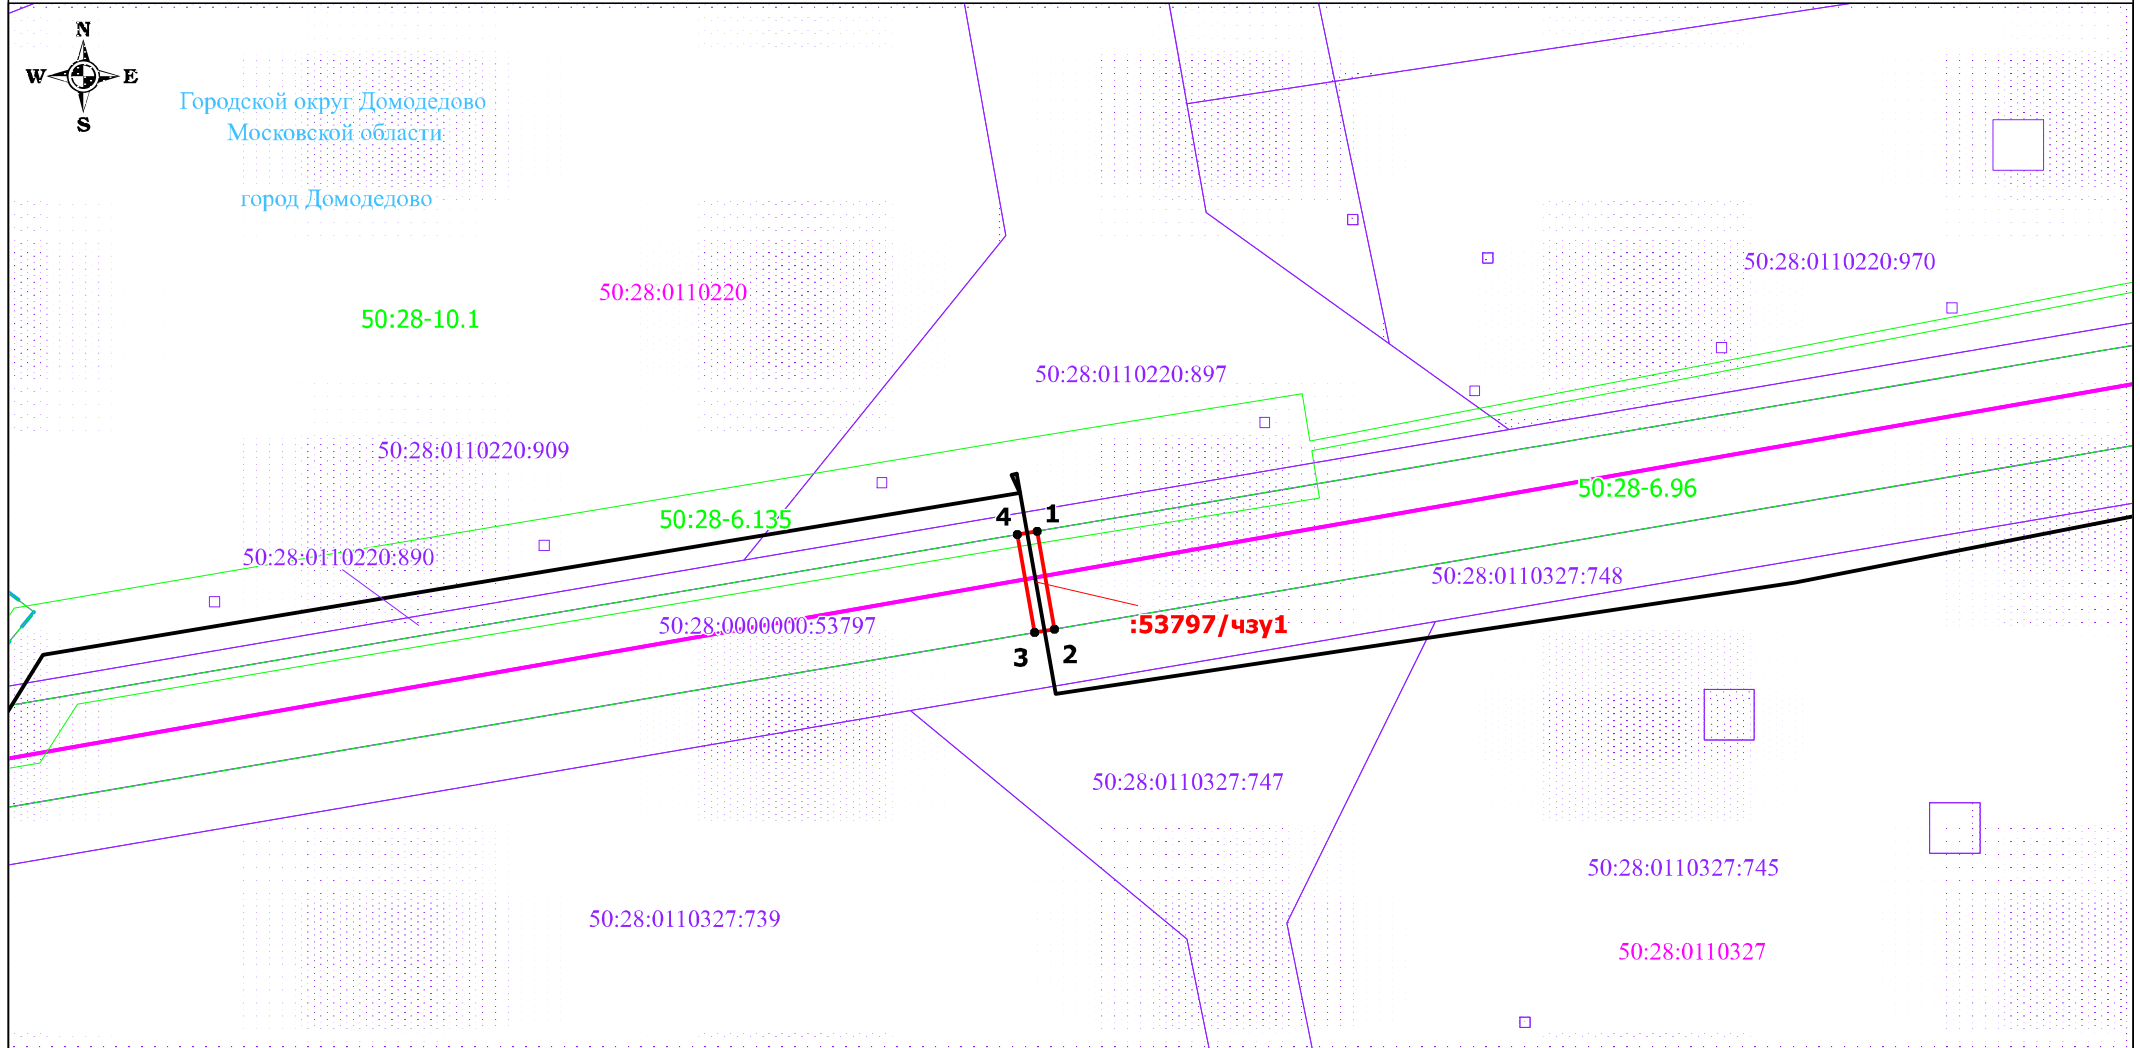 N
W E
S
Городской округ Домодедово
Московской области
город Домодедово
50:28:0110220:970
50:28:0110220
50:28-10.1
50:28:0110220:897
50:28:0110220:909
50:28-6.96
50:28-6.135
4 1
50:28:0110220:890
50:28:0110327:748
50:28:0000000:53797
:53797/чзу1
3 2
50:28:0110327:747
50:28:0110327:745
50:28:0110327:739
50:28:0110327